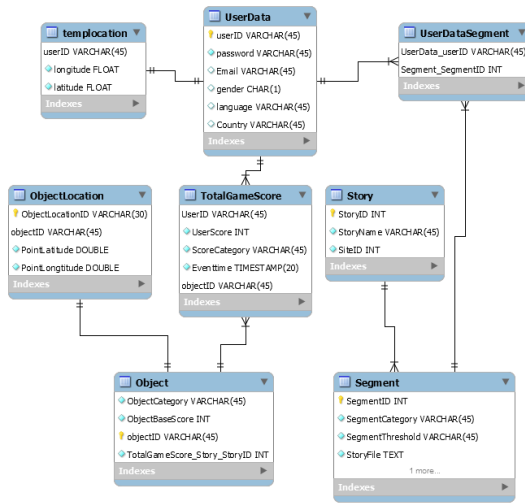 templocation
userID VARCHAR(45)
longitude FLOAT
latitude FLOAT
Indexes
UserData
userID VARCHAR(45)
password VARCHAR(45)
Email VARCHAR(45)
gender CHAR(1)
language VARCHAR(45)
Country VARCHAR(45)
Indexes
UserDataSegment
UserData_userID VARCHAR(45)
Segment_SegmentID INT
Indexes
ObjectLocation
ObjectLocationID VARCHAR(30)
objectID VARCHAR(45)
PointLatitude DOUBLE
PointLongtitude DOUBLE
Indexes
TotalGameScore
UserID VARCHAR(45)
UserScore INT
ScoreCategory VARCHAR(45)
Eventtime TIMESTAMP(20)
objectID VARCHAR(45)
Indexes
Story
StoryID INT
StoryName VARCHAR(45)
SiteID INT
Indexes
Object
ObjectCategory VARCHAR(45)
ObjectBaseScore INT
objectID VARCHAR(45)
TotalGameScore_Story_StoryID INT
Indexes
Segment
SegmentID INT
SegmentCategory VARCHAR(45)
SegmentThreshold VARCHAR(45)
StoryFile TEXT
1 more...
Indexes